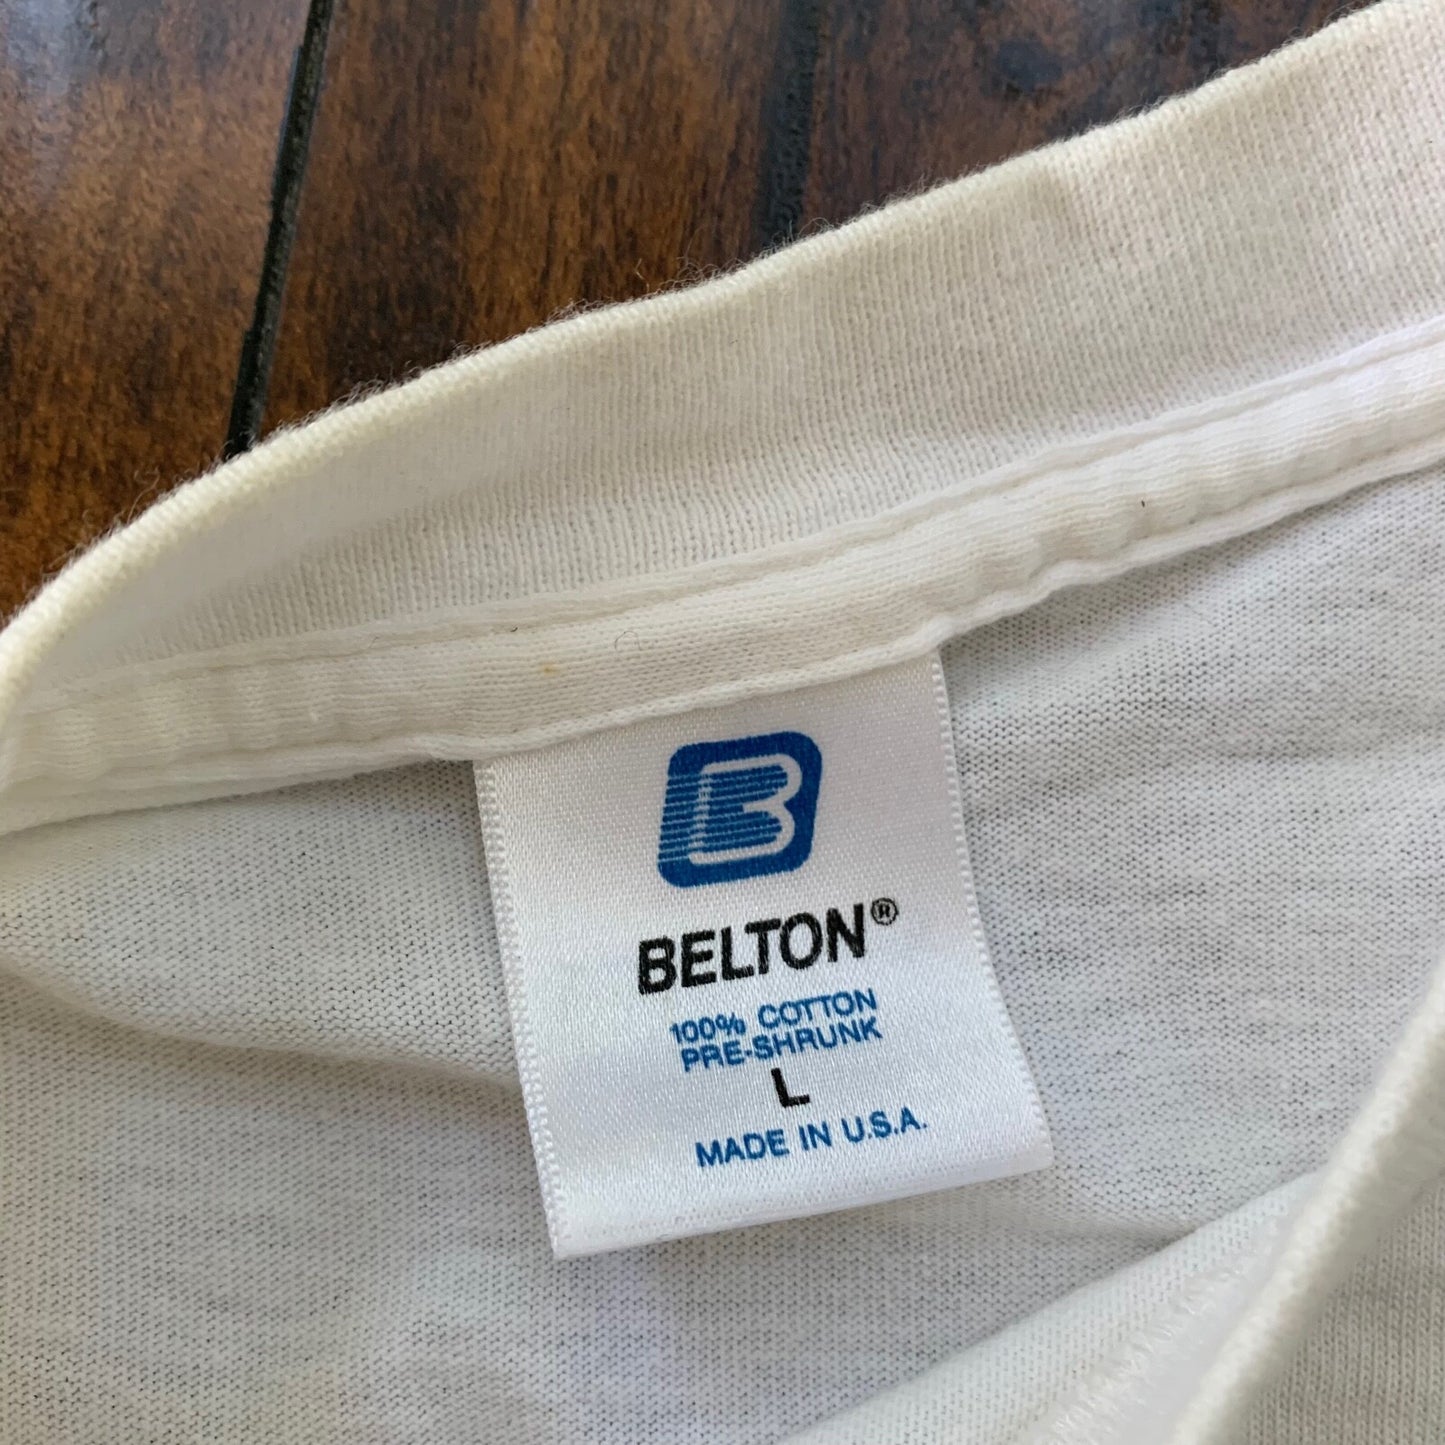 B
BELTON®
100% COTTON
PRE-SHRUNK
L
MADE IN U.S.A.